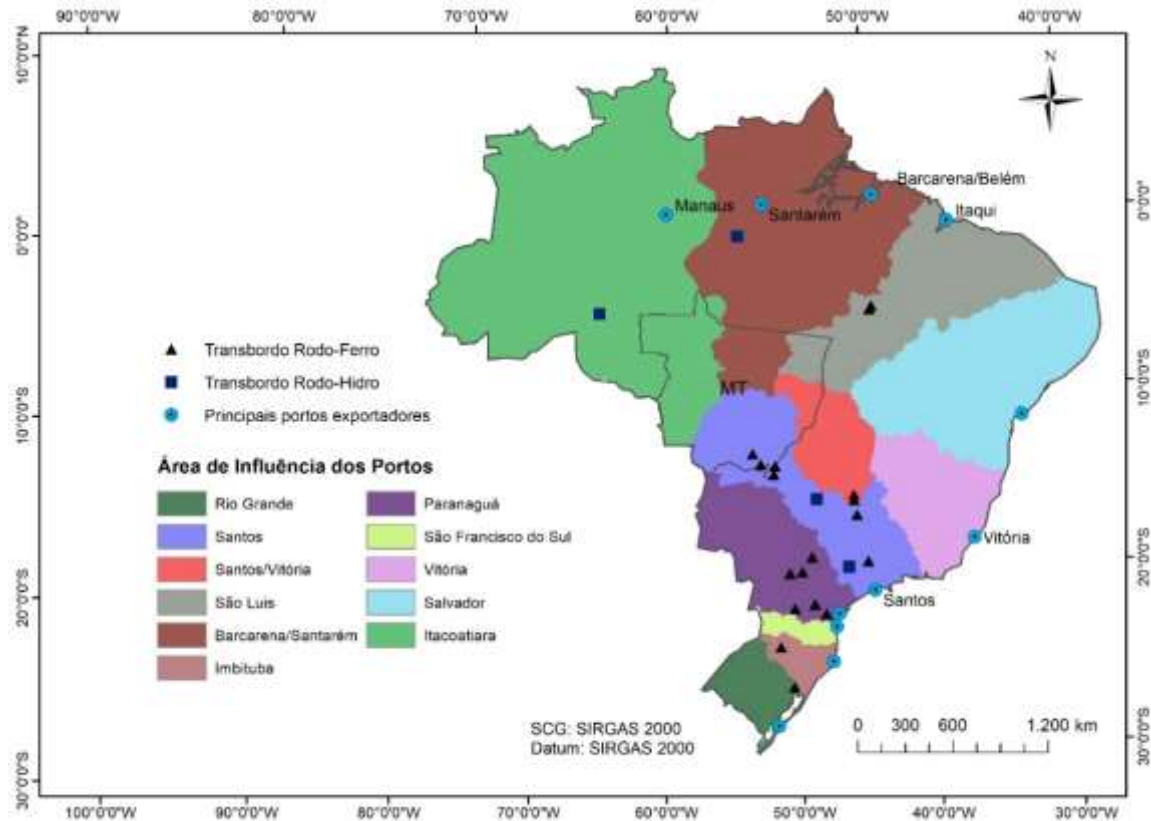 90°0'0"W 80°0'0"W 70°0'0"W 60°0'0"W 50°0'0"W 40°0'0"W
10°0'0"N
0°0'0"
10°0'0"S
20°0'0"S
30°0'0"S
0°0'0"
10°0'0"S
20°0'0"S
30°0'0"S
N
Barcarena/Belém
Manaus
Santarém
Itaqui
MT
Vitória
Santos
Transbordo Rodo-Ferro
Transbordo Rodo-Hidro
Principais portos exportadores
Área de Influência dos Portos
Rio Grande
Paranaguá
Santos
São Francisco do Sul
Santos/Vitória
Vitória
São Luis
Salvador
Barcarena/Santarém
Itacoatiara
Imbituba
SCG: SIRGAS 2000
Datum: SIRGAS 2000
0 300 600 1.200 km
100°0'0"W 90°0'0"W 80°0'0"W 70°0'0"W 60°0'0"W 50°0'0"W 40°0'0"W 30°0'0"W